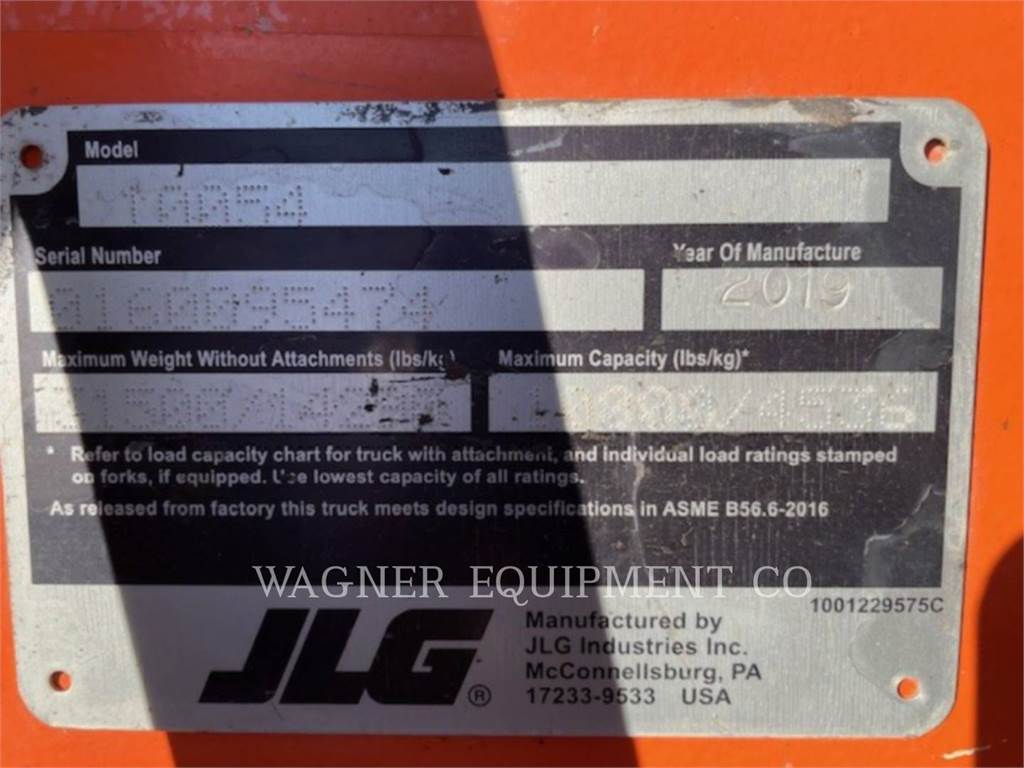 Model
10054
Serial Number
Year Of Manufacture
0160095474
2019
Maximum Weight Without Attachments (lbs/kg)
Maximum Capacity (lbs/kg)*
/4536
* Refer to load capacity chart for truck with attachment, and individual load ratings stamped
on forks, if equipped. Use lowest capacity of all ratings.
As released from factory this truck meets design specifications in ASME B56.6-2016
WAGNER EQUIPMENT CO
1001229575C
JLG®
Manufactured by
JLG Industries Inc.
McConnellsburg, PA
17233-9533 USA